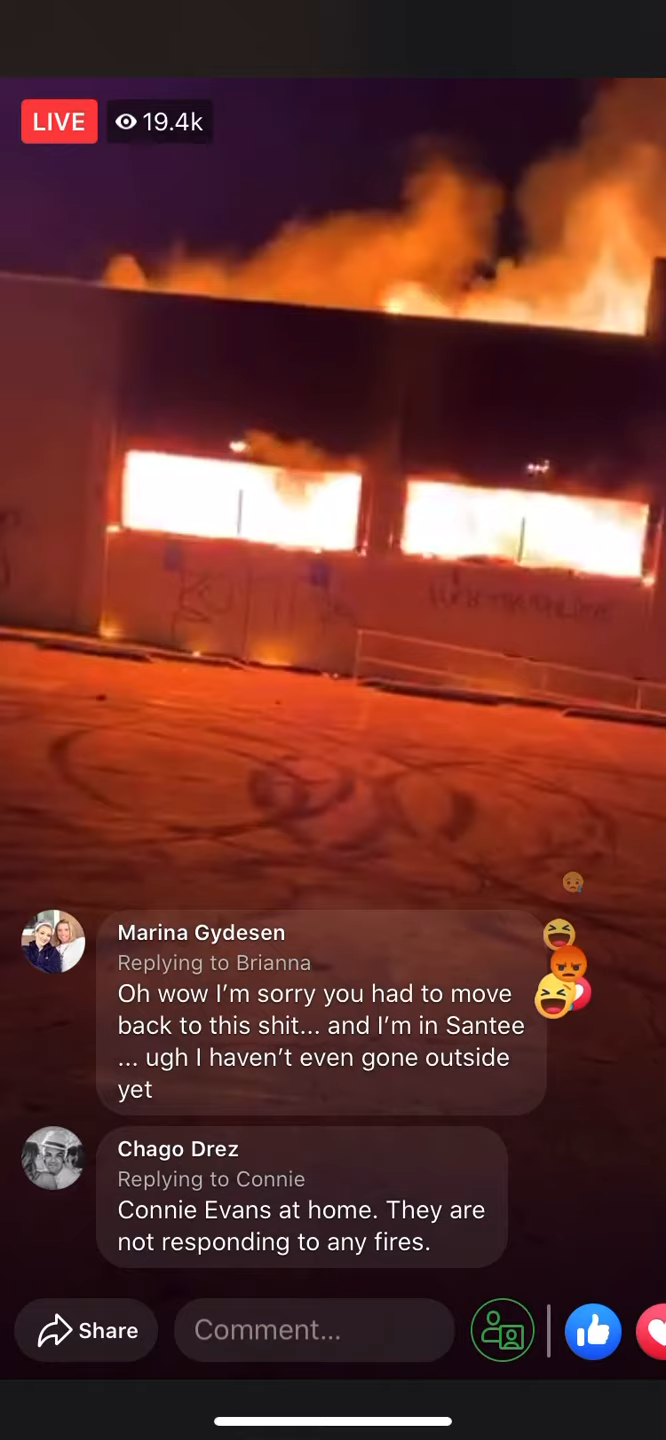 LIVE
19.4k
Marina Gydesen
Replying to Brianna
Oh wow I’m sorry you had to move
back to this shit... and I’m in Santee
... ugh I haven’t even gone outside
yet
Chago Drez
Replying to Connie
Connie Evans at home. They are
not responding to any fires.
Share
Comment...